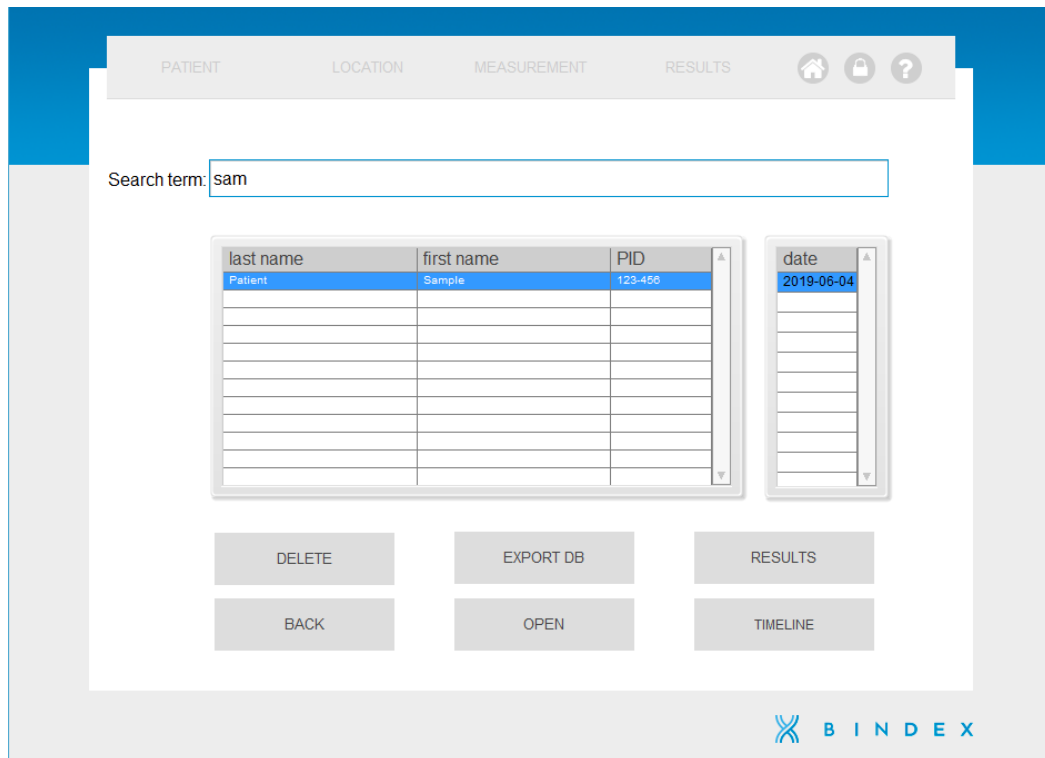 PATIENT LOCATION MEASUREMENT RESULTS ?
Search term: sam
last name first name PID date
Patient Sample 123-456 2019-06-04
DELETE EXPORT DB RESULTS
BACK OPEN TIMELINE
BINDEX